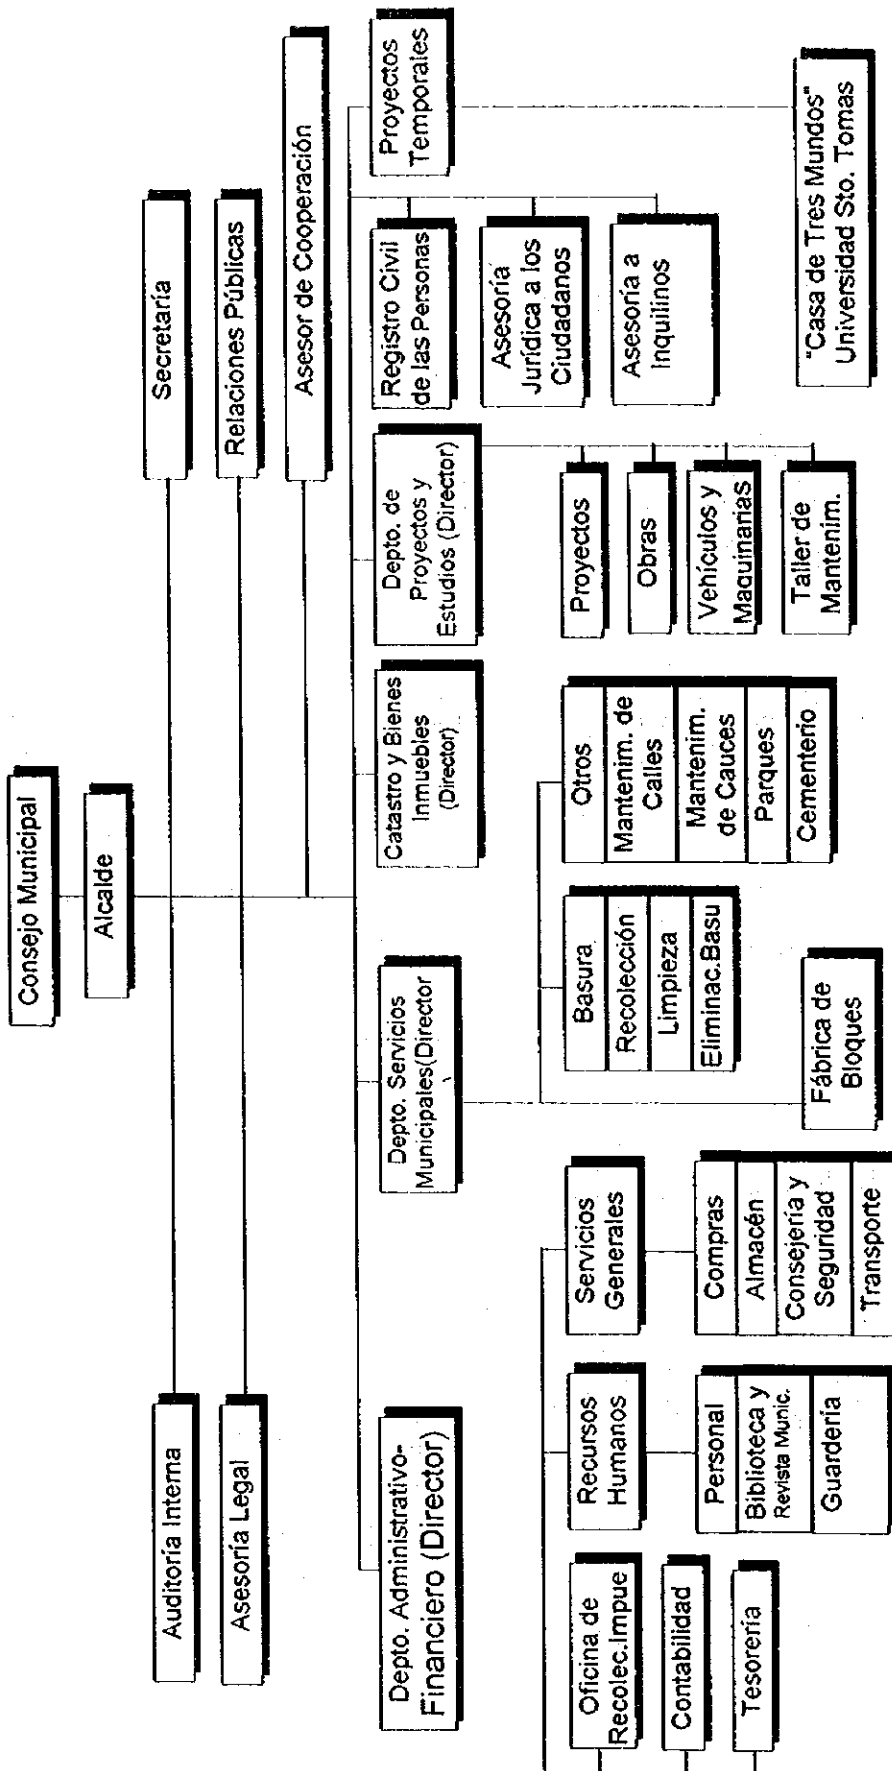 Consejo Municipal
Alcalde
Auditoría Interna
Secretaría
Asesoría Legal
Relaciones Públicas
Asesor de Cooperación
Depto. Administrativo-
Financiero (Director)
Depto. Servicios
Municipales(Director
Catastro y Bienes
Inmuebles
(Director)
Depto. de
Proyectos y
Estudios (Director)
Registro Civil
de las Personas
Asesoría
Jurídica a los
Ciudadanos
Asesoría a
Inquilinos
Proyectos
Temporales
"Casa de Tres Mundos"
Universidad Sto. Tomas
Oficina de
Recolec.Impue
Contabilidad
Tesorería
Recursos
Humanos
Personal
Biblioteca y
Revista Munic.
Guardería
Servicios
Generales
Compras
Almacén
Consejería y
Seguridad
Transporte
Basura
Recolección
Limpieza
Eliminac.Basu
Otros
Mantenim. de
Calles
Mantenim.
de Cauces
Parques
Cementerio
Fábrica de
Bloques
Proyectos
Obras
Vehículos y
Maquinarias
Taller de
Mantenim.